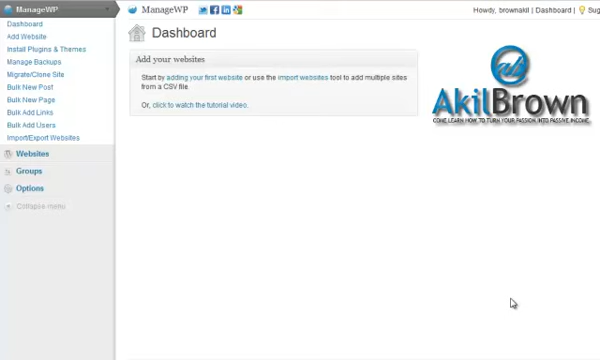 ManageWP
Dashboard
Add Website
Install Plugins & Themes
Manage Backups
Migrate/Clone Site
Bulk New Post
Bulk New Page
Bulk Add Links
Bulk Add Users
Import/Export Websites
Websites
Groups
Options
Collapse menu
ManageWP
Howdy, brownakil | Dashboard | Sug
Dashboard
Add your websites
Start by adding your first website or use the import websites tool to add multiple sites
from a CSV file
Or, click to watch the tutorial video.
ab
AkilBrown
COME LEARN HOW TO TURN YOUR PASSION INTO PASSIVE INCOME.